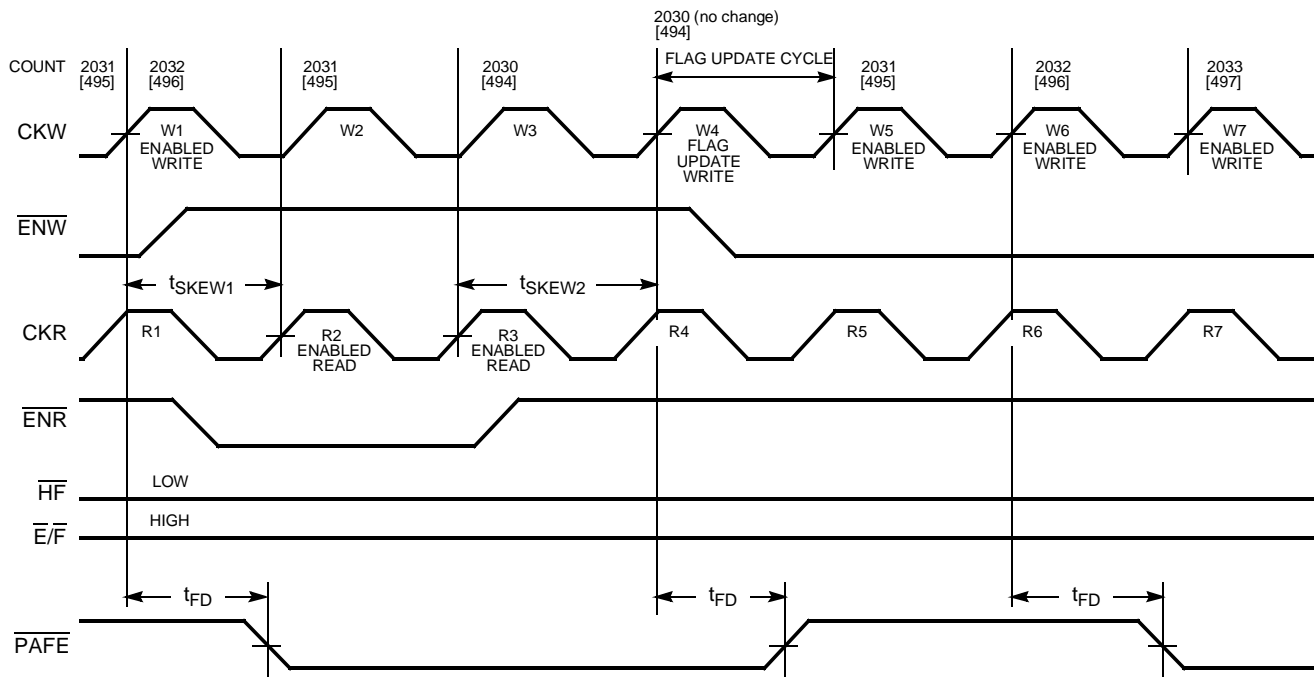 2030 (no change)
[494]
COUNT
2031
[495]
2032
[496]
2031
[495]
2030
[494]
FLAG UPDATE CYCLE
2031
[495]
2032
[496]
2033
[497]
CKW
W1
ENABLED
WRITE
W2
W3
W4
FLAG
UPDATE
WRITE
W5
ENABLED
WRITE
W6
ENABLED
WRITE
W7
ENABLED
WRITE
ENW
tSKEW1
tSKEW2
CKR
R1
R2
ENABLED
READ
R3
ENABLED
READ
R4
R5
R6
R7
ENR
HF
LOW
E/F
HIGH
tFD
tFD
tFD
PAFE